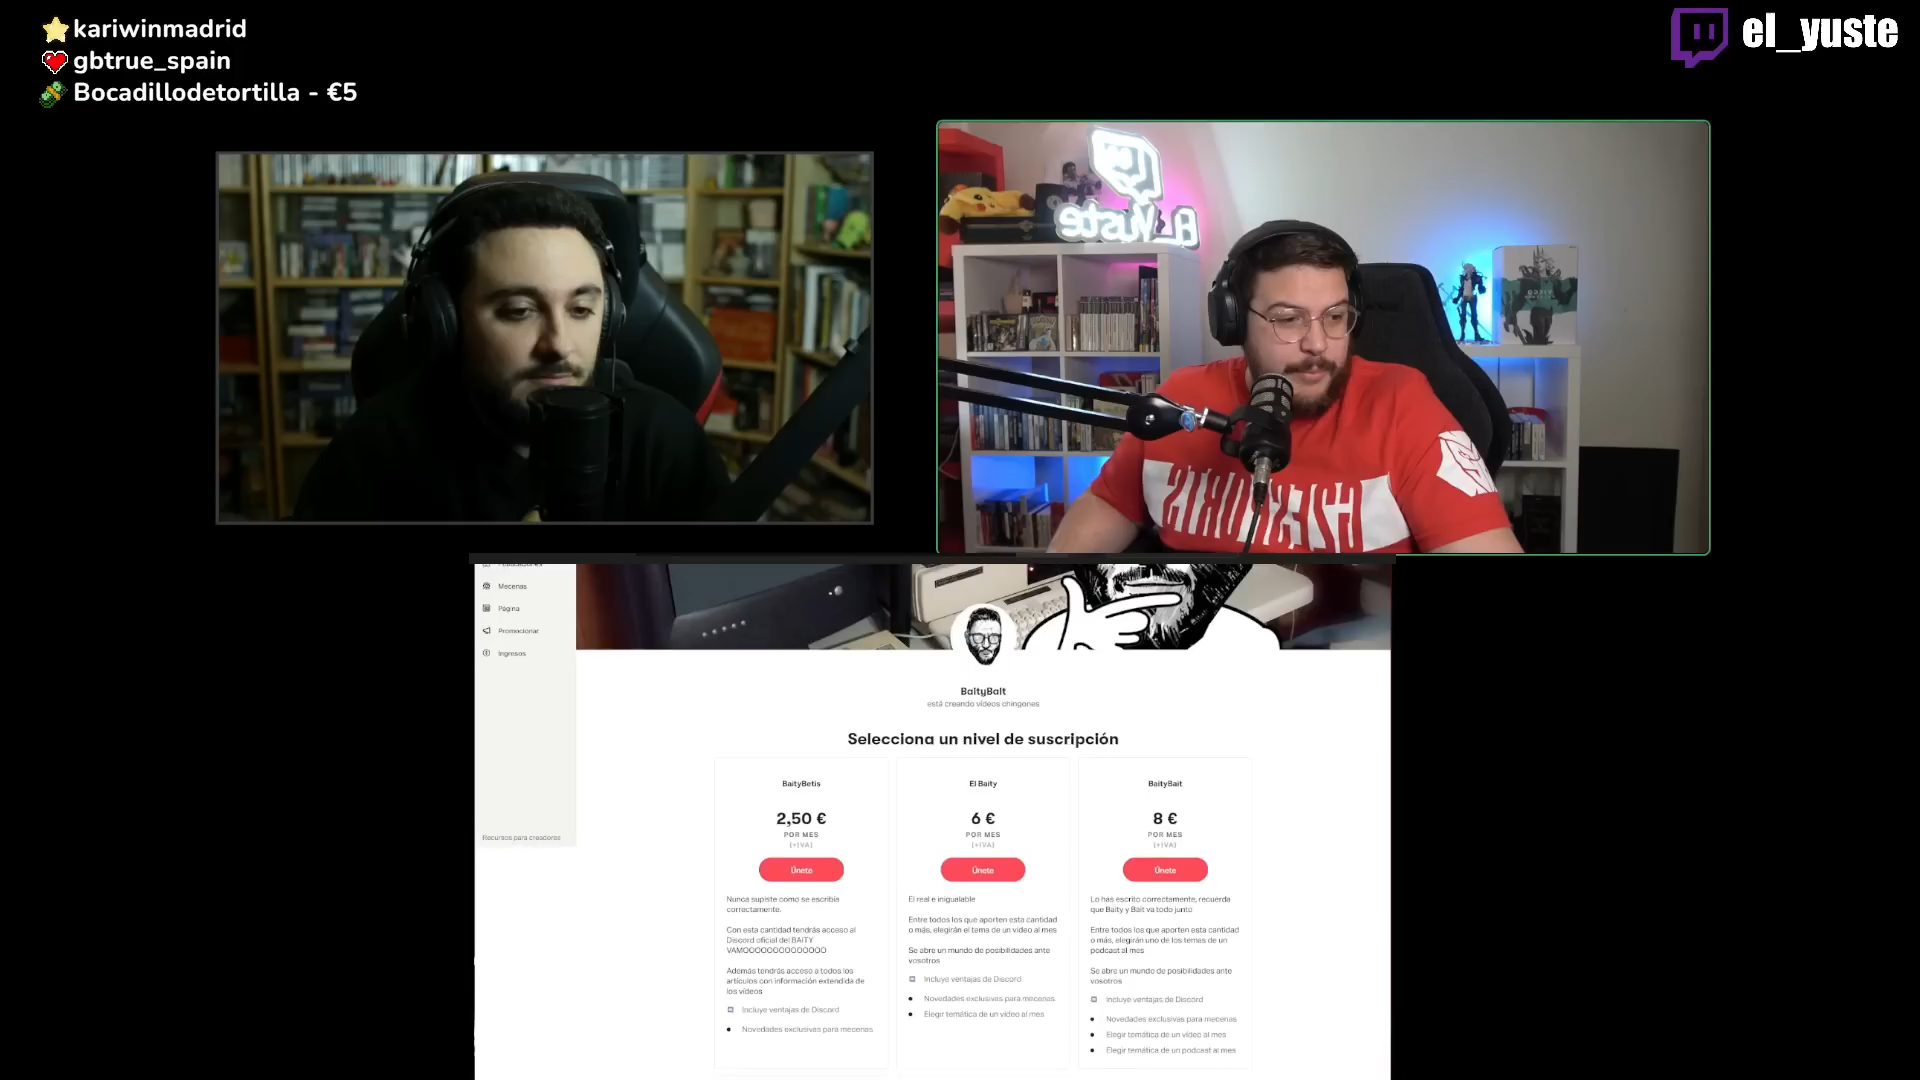 kariwinmadrid
gbtrue_spain
Bocadillodetortilla - €5
el_yuste
El_Yuste
Mecenas
Página
Promocionar
Ingresos
Recursos para creadores
BaityBait
está creando vídeos chingones
Selecciona un nivel de suscripción
BaityBetis
2,50 €
POR MES
(+IVA)
Únete
Nunca supiste como se escribía
correctamente.
Con esta cantidad tendrás acceso al
Discord oficial del BAITY
VAMOOOOOOOOOOOOO
Además tendrás acceso a todos los
artículos con información extendida de
los vídeos
Incluye ventajas de Discord
Novedades exclusivas para mecenas
El Baity
6 €
POR MES
(+IVA)
Únete
El real e inigualable
Entre todos los que aporten esta cantidad
o más, elegirán el tema de un video al mes
Se abre un mundo de posibilidades ante
vosotros
Incluye ventajas de Discord
Novedades exclusivas para mecenas
Elegir temática de un vídeo al mes
BaityBait
8 €
POR MES
(+IVA)
Únete
Lo has escrito correctamente, recuerda
que Baity y Bait va todo junto
Entre todos los que aporten esta cantidad
o más, elegirán uno de los temas de un
podcast al mes
Se abre un mundo de posibilidades ante
vosotros
Incluye ventajas de Discord
Novedades exclusivas para mecenas
Elegir temática de un vídeo al mes
Elegir temática de un podcast al mes